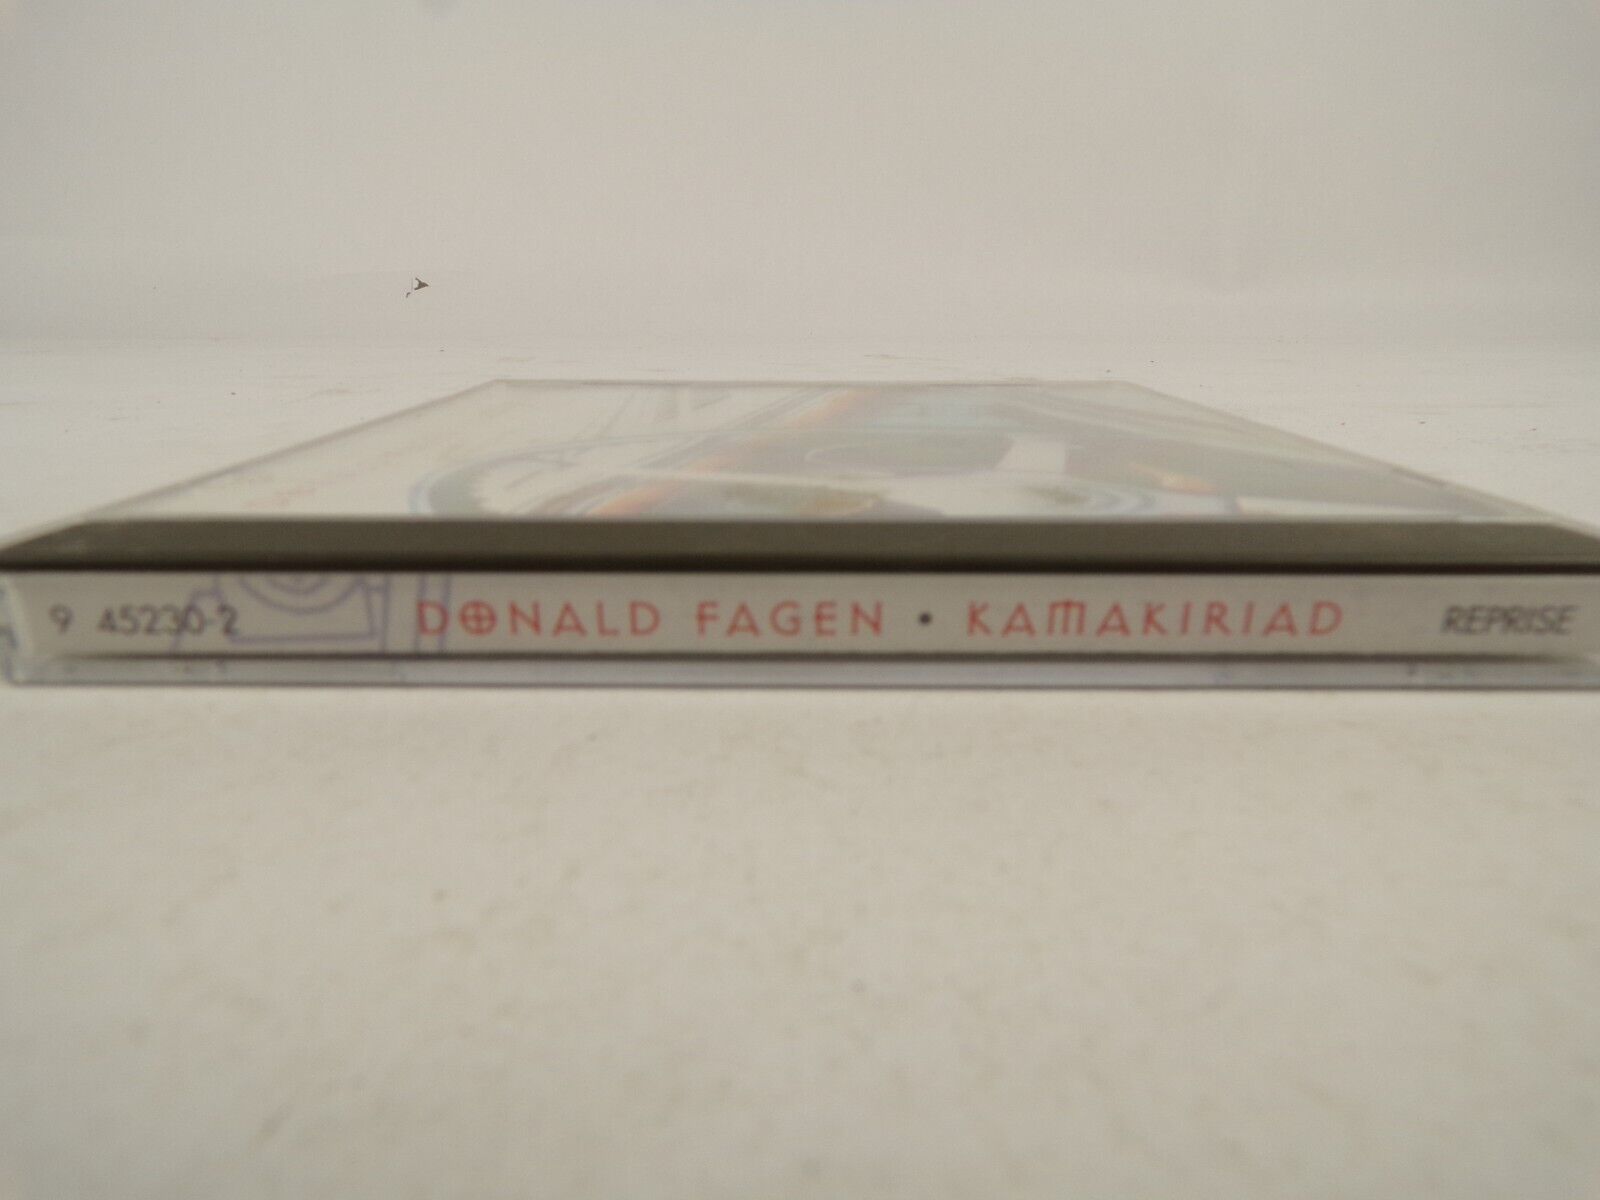 9 45230-2 DONALD FAGEN • KAMAKIRIAD REPRISE